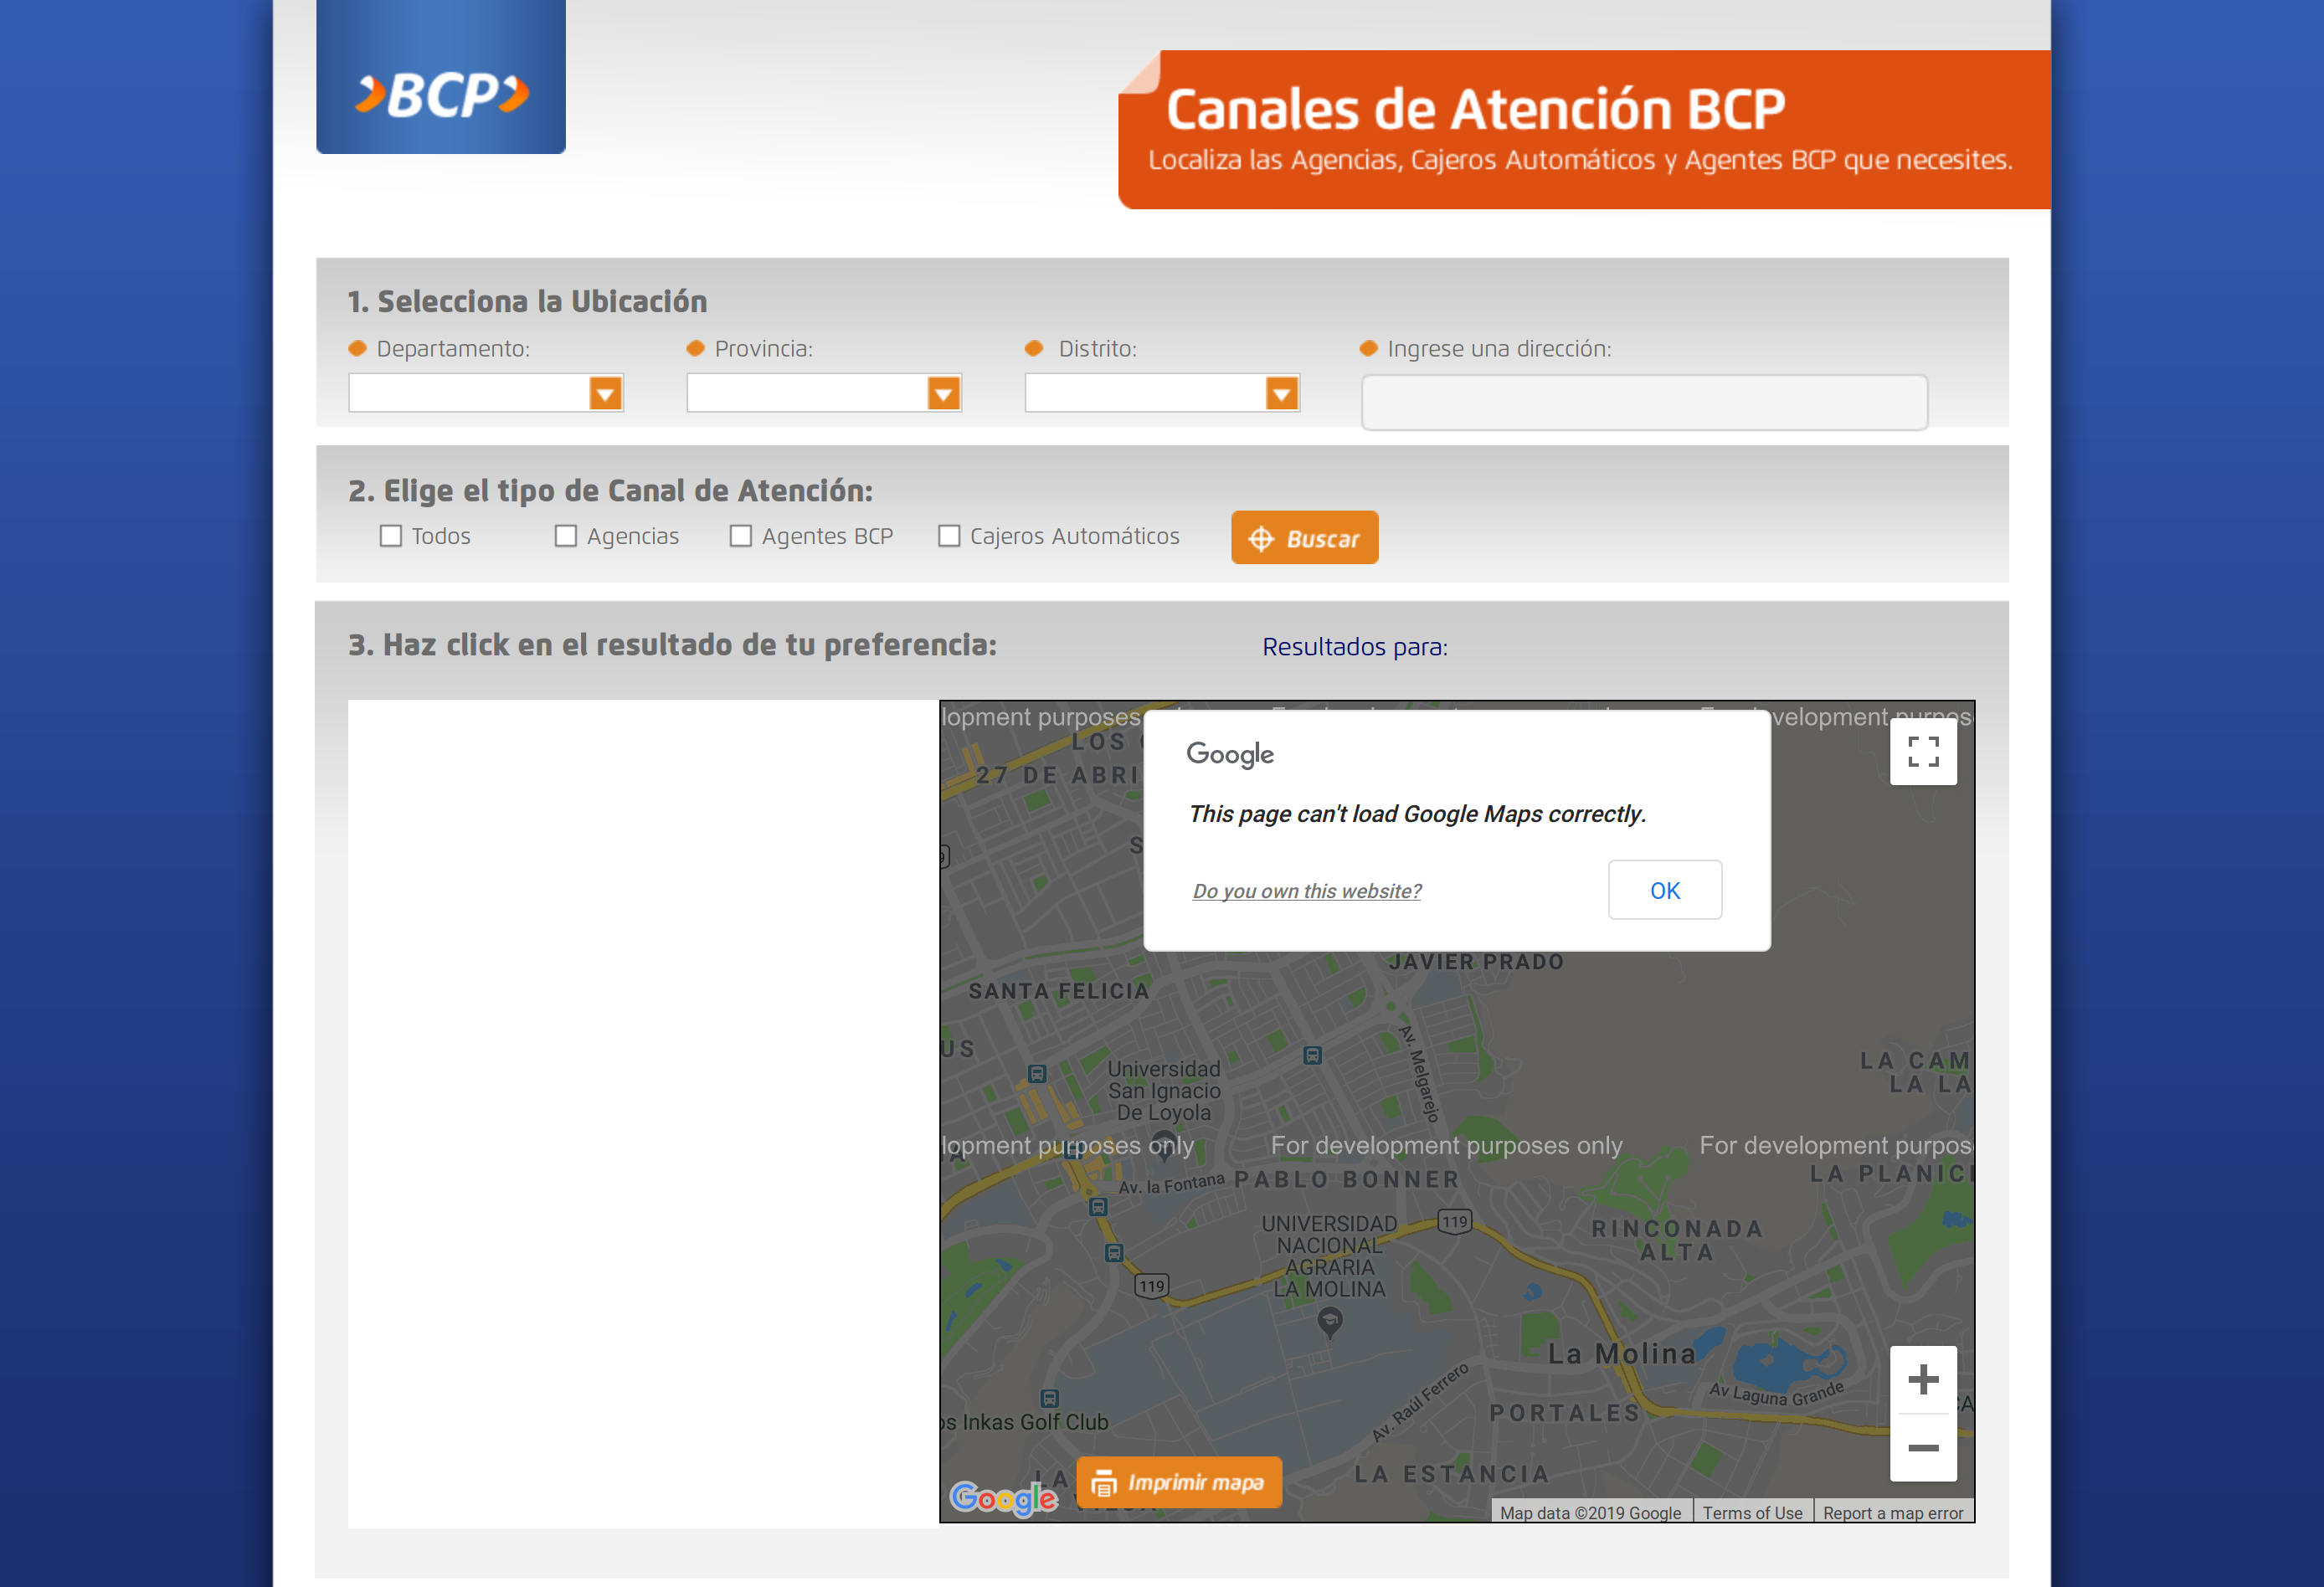 BCP
Canales de Atención BCP
Localiza las Agencias, Cajeros Automáticos y Agentes BCP que necesites.
1. Selecciona la Ubicación
Departamento:
Provincia:
Distrito:
Ingrese una dirección:
2. Elige el tipo de Canal de Atención:
Todos
Agencias
Agentes BCP
Cajeros Automáticos
Buscar
3. Haz click en el resultado de tu preferencia:
Resultados para:
lopment purposes
velopment purpos
LOS
27 DE ABRI
Google
This page can't load Google Maps correctly.
Do you own this website?
OK
JAVIER PRADO
SANTA FELICIA
US
Av. Melgarejo
Universidad
San Ignacio
De Loyola
LA CAM
LA LA
lopment purposes only
For development purposes only
For development purpos
LA PLANICI
Av. la Fontana
PABLO BONNER
UNIVERSIDAD
NACIONAL
AGRARIA
LA MOLINA
119
RINCONADA
ALTA
119
La Molina
Av Laguna Grande
Av. Raúl Ferrero
PORTALES
CA
os Inkas Golf Club
LA ESTANCIA
LA
Imprimir mapa
Google
Map data ©2019 Google
Terms of Use
Report a map error